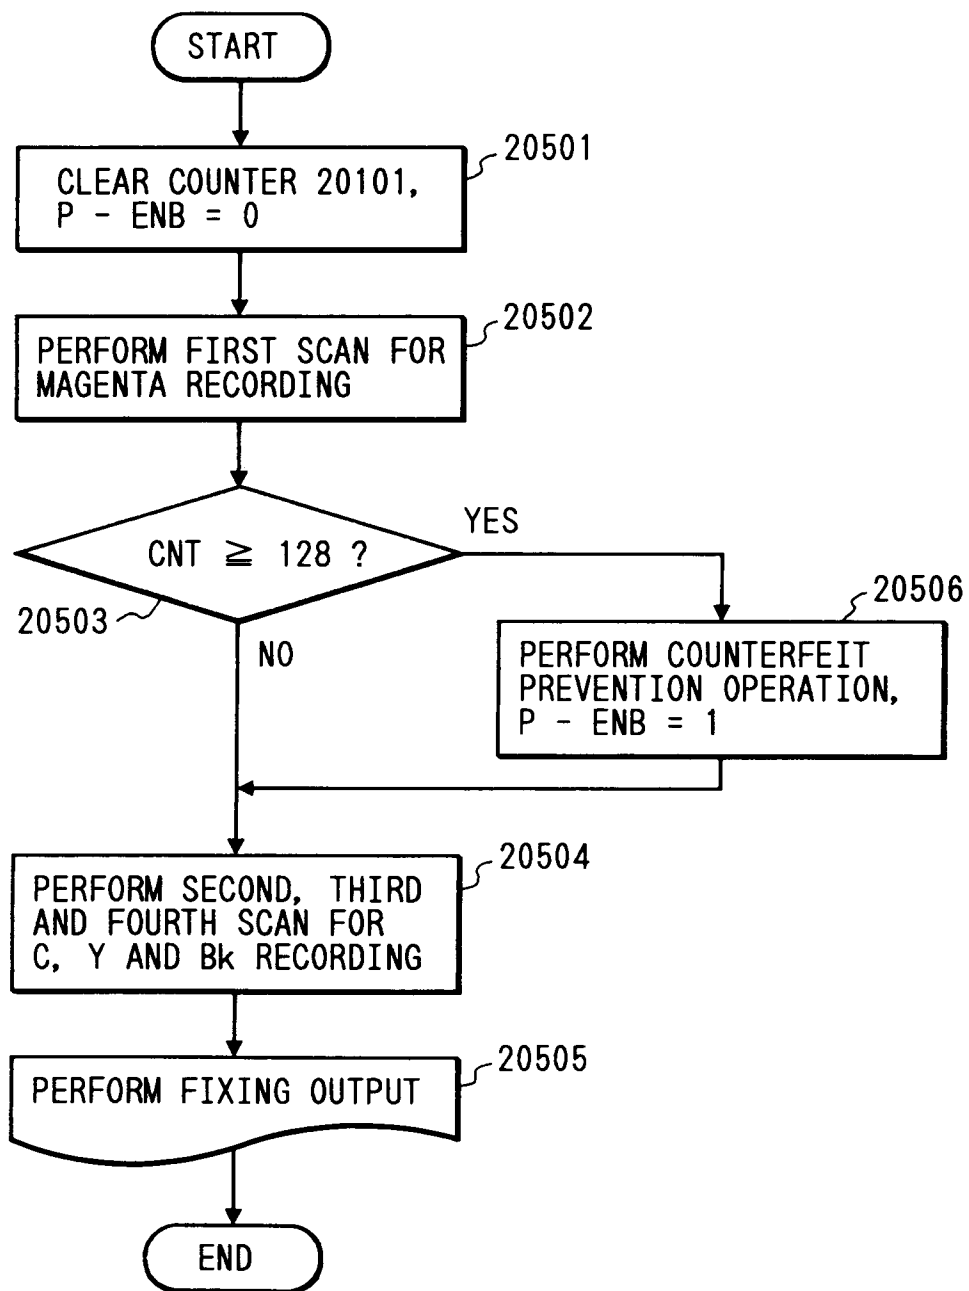 START
20501
CLEAR COUNTER 20101,
P - ENB = 0
20502
PERFORM FIRST SCAN FOR
MAGENTA RECORDING
YES
CNT ≧ 128 ?
20503
NO
20506
PERFORM COUNTERFEIT
PREVENTION OPERATION,
P - ENB = 1
20504
PERFORM SECOND, THIRD
AND FOURTH SCAN FOR
C, Y AND Bk RECORDING
20505
PERFORM FIXING OUTPUT
END